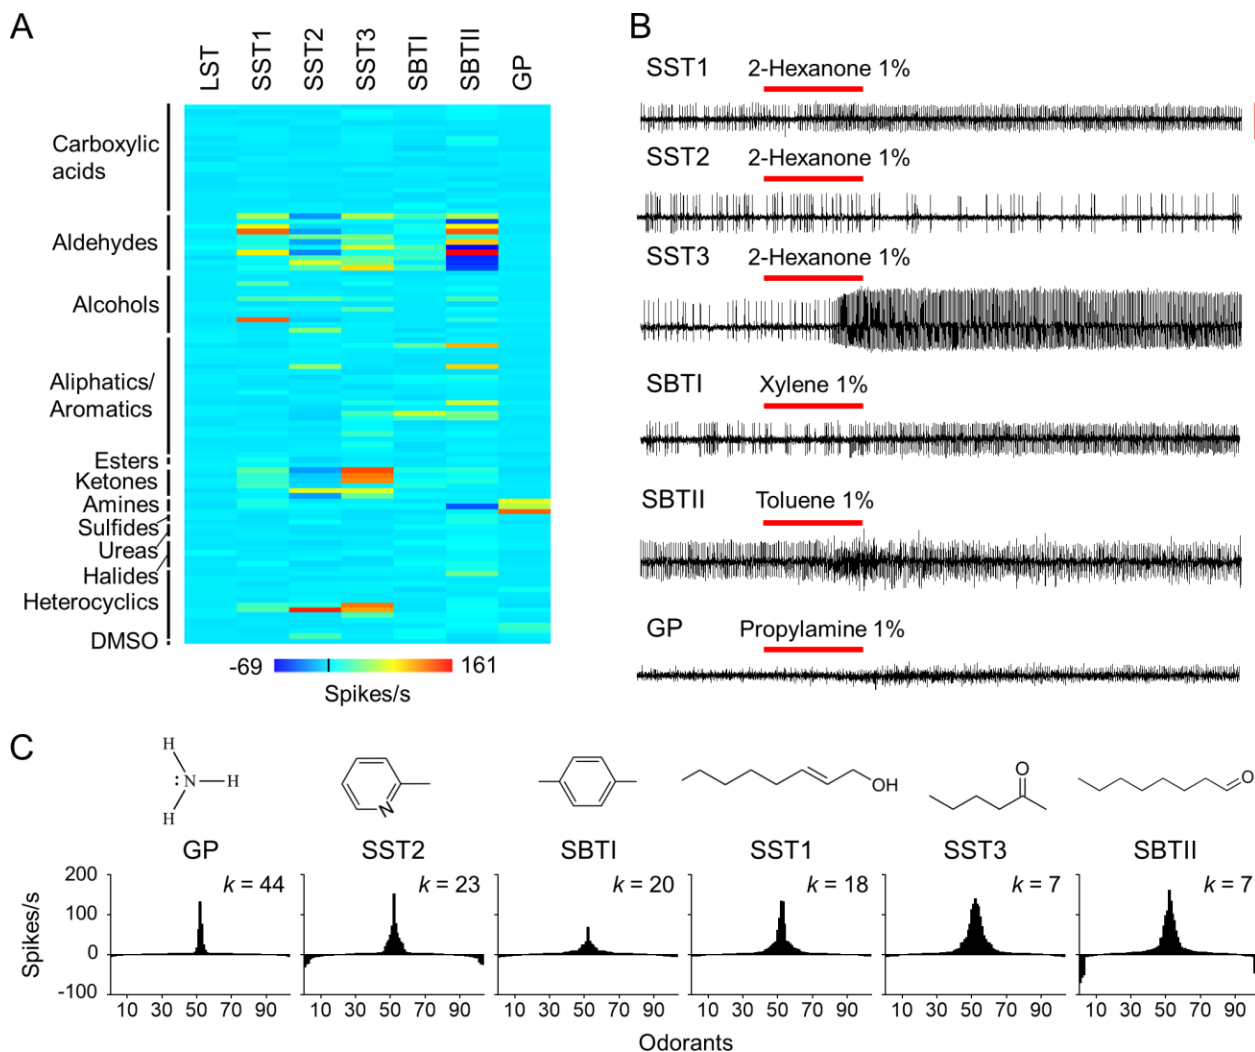 A
LST
SST1
SST2
SST3
SBTI
SBTII
GP
Carboxylic
acids
Aldehydes
Alcohols
Aliphatics/
Aromatics
Esters
Ketones
Amines
Sulfides
Ureas
Halides
Heterocyclics
DMSO
-69
161
Spikes/s
B
SST1 2-Hexanone 1%
SST2 2-Hexanone 1%
SST3 2-Hexanone 1%
SBTI Xylene 1%
SBTII Toluene 1%
GP Propylamine 1%
C
H
:N H
H
N
OH
O
O
GP SST2 SBTI SST1 SST3 SBTII
200 k = 44 k = 23 k = 20 k = 18 k = 7 k = 7
100
0
-100
Spikes/s
10 30 50 70 90 10 30 50 70 90 10 30 50 70 90 10 30 50 70 90 10 30 50 70 90 10 30 50 70 90
Odorants